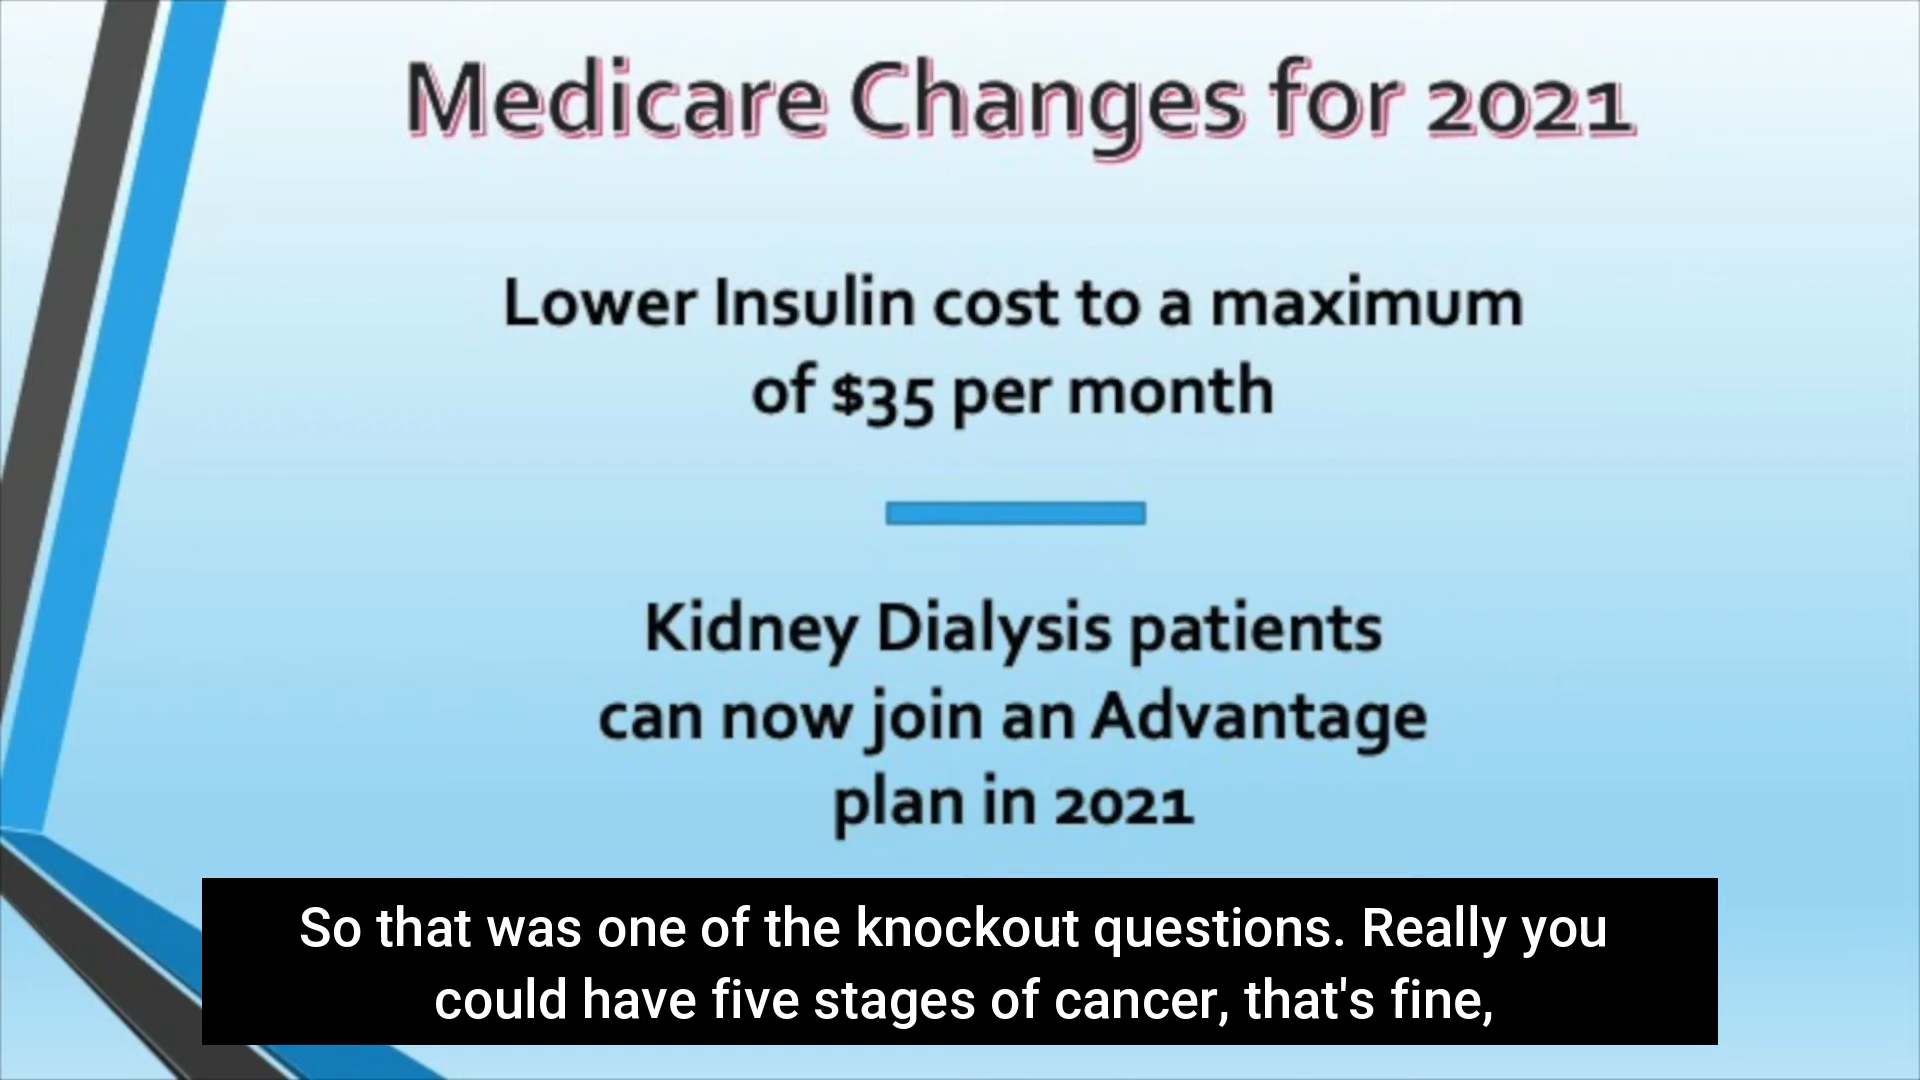 Medicare Changes for 2021
Lower Insulin cost to a maximum
of $35 per month
Kidney Dialysis patients
can now join an Advantage
plan in 2021
So that was one of the knockout questions. Really you
could have five stages of cancer, that's fine,